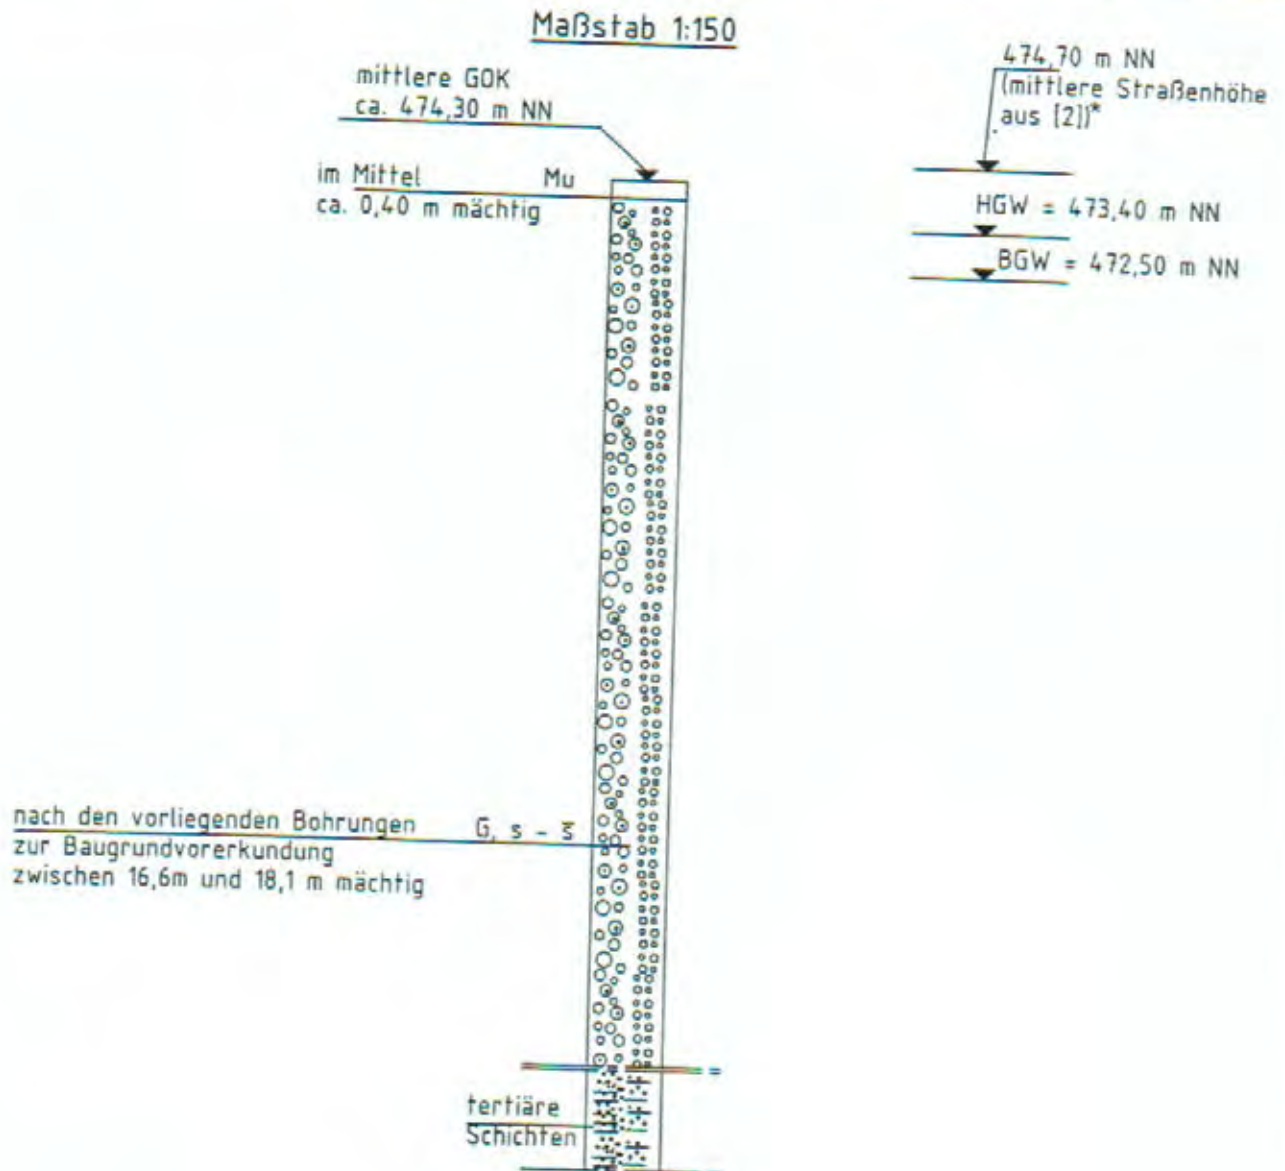 Maßstab 1:150
mittlere GOK
ca. 474,30 m NN
474,70 m NN
(mittlere Straßenhöhe
aus [2])*
im Mittel Mu
ca. 0,40 m mächtig
HGW = 473,40 m NN
BGW = 472,50 m NN
nach den vorliegenden Bohrungen G, s -
zur Baugrundvorerkundung
zwischen 16,6m und 18,1 m mächtig
tertiäre
Schichten